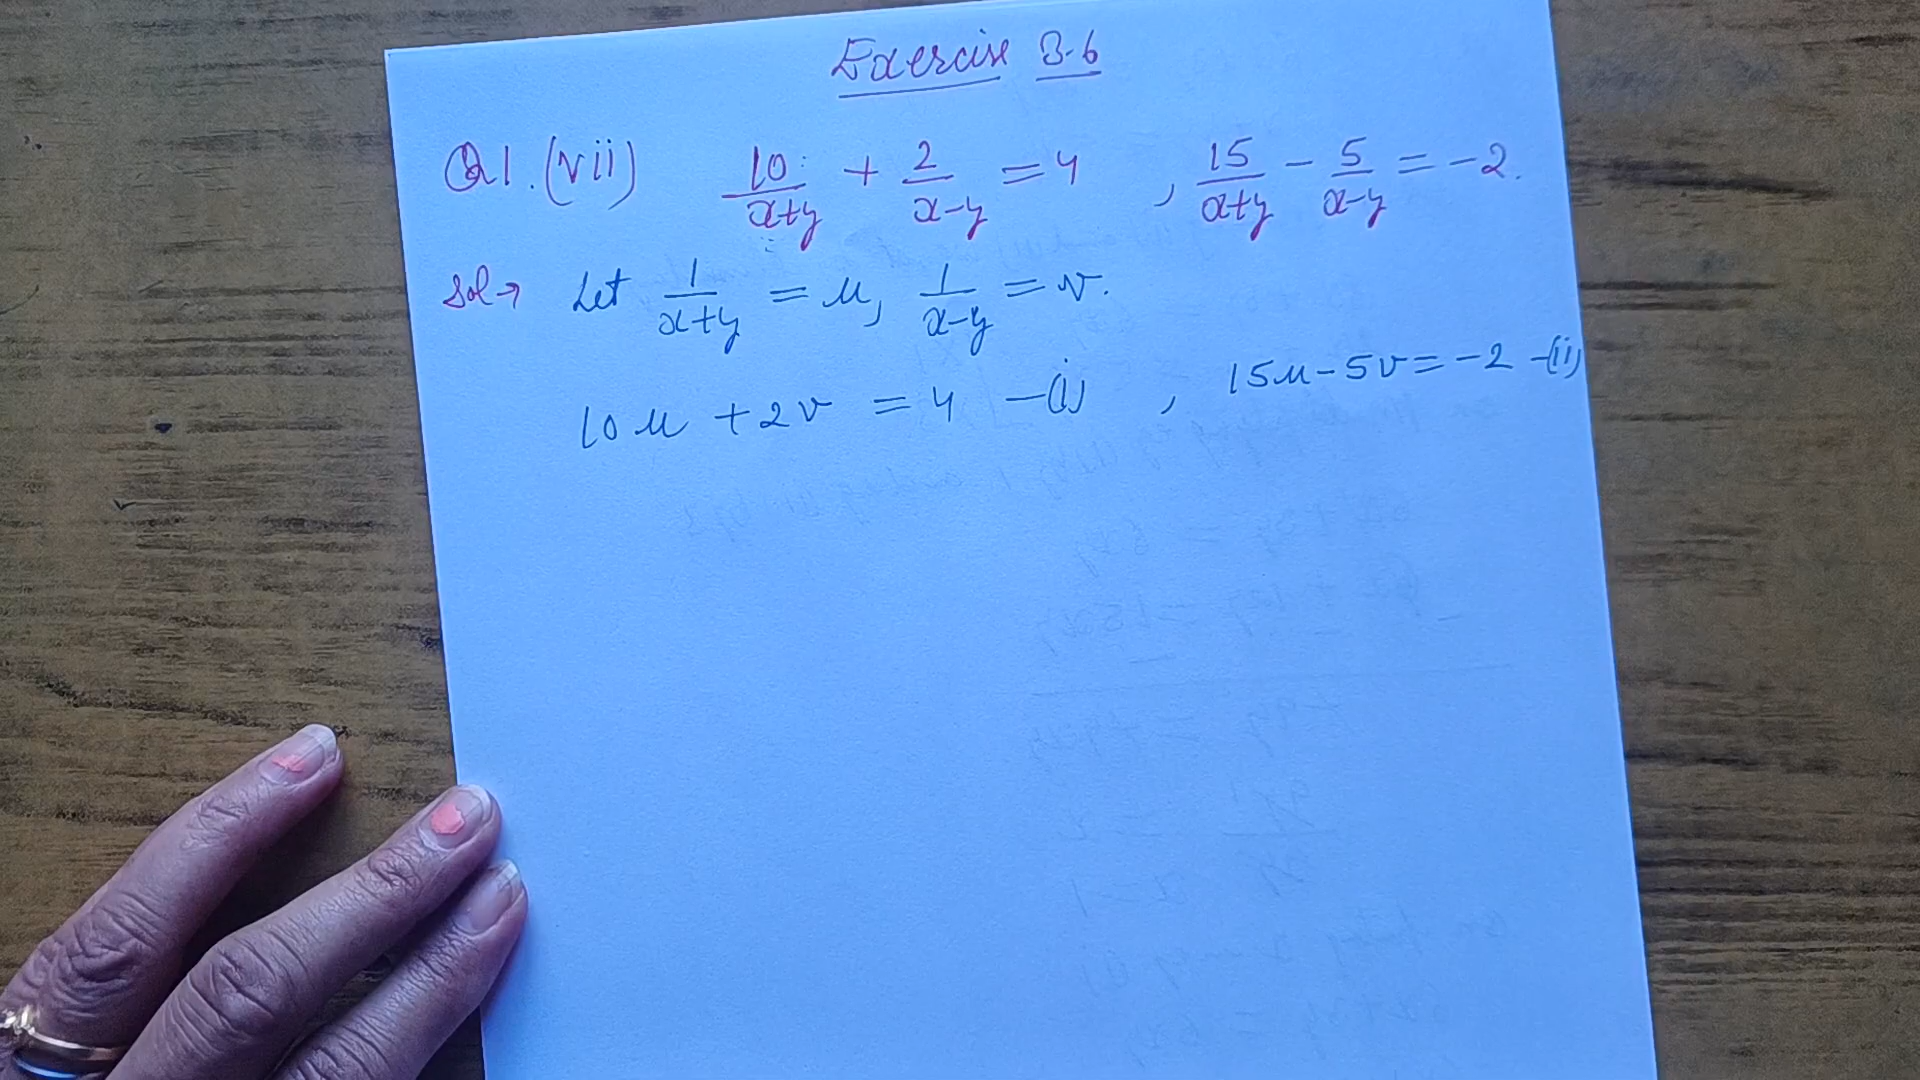 Exercise 3.6
Q1. (vii) 10/x+y + 2/x-y = 4 , 15/x+y - 5/x-y = -2.
Sol→ Let 1/x+y = u, 1/x-y = v.
10u + 2v = 4 -(i) , 15u - 5v = -2 -(ii)